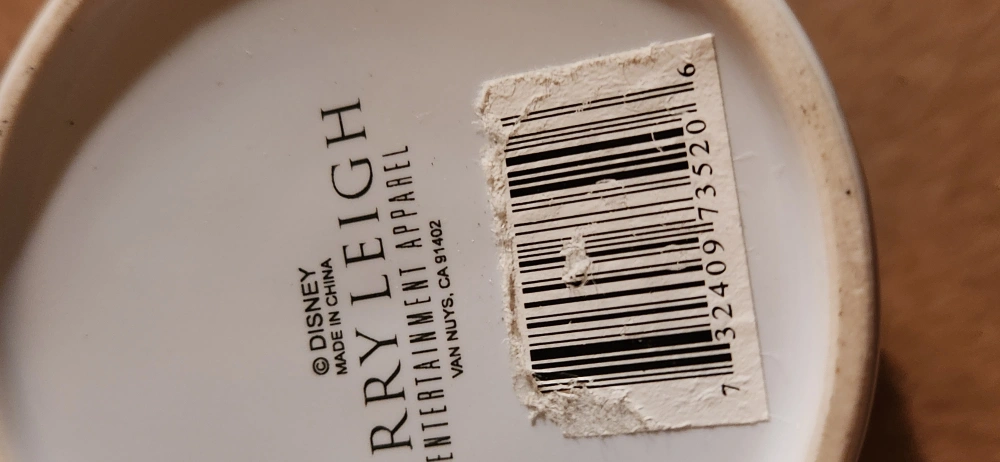 © DISNEY
MADE IN CHINA
RRY LEIGH
ENTERTAINMENT APPAREL
VAN NUYS, CA 91402
7 32409 73520 6